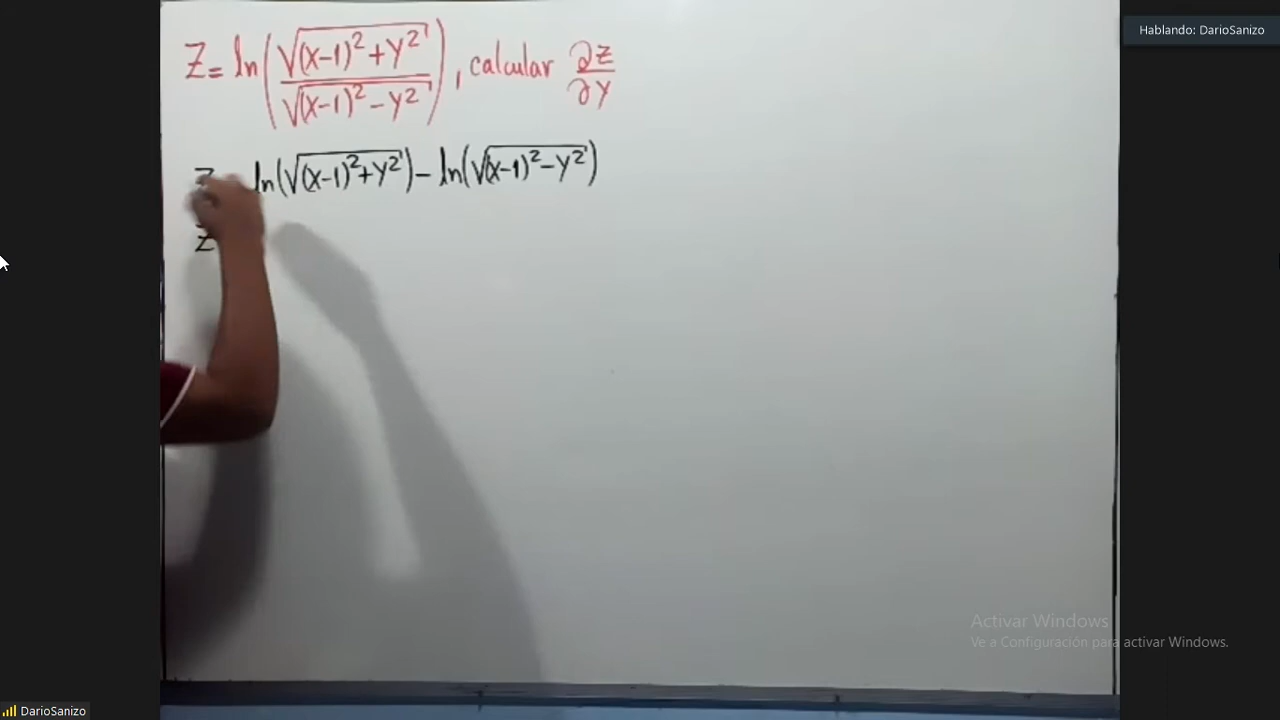 Hablando: DarioSanizo
Z = ln(√((x-1)²+y²) / √((x-1)²-y²)), calcular ∂z/∂y
Z ln(√((x-1)²+y²)) - ln(√((x-1)²-y²))
Z
Activar Windows
Ve a Configuración para activar Windows.
DarioSanizo